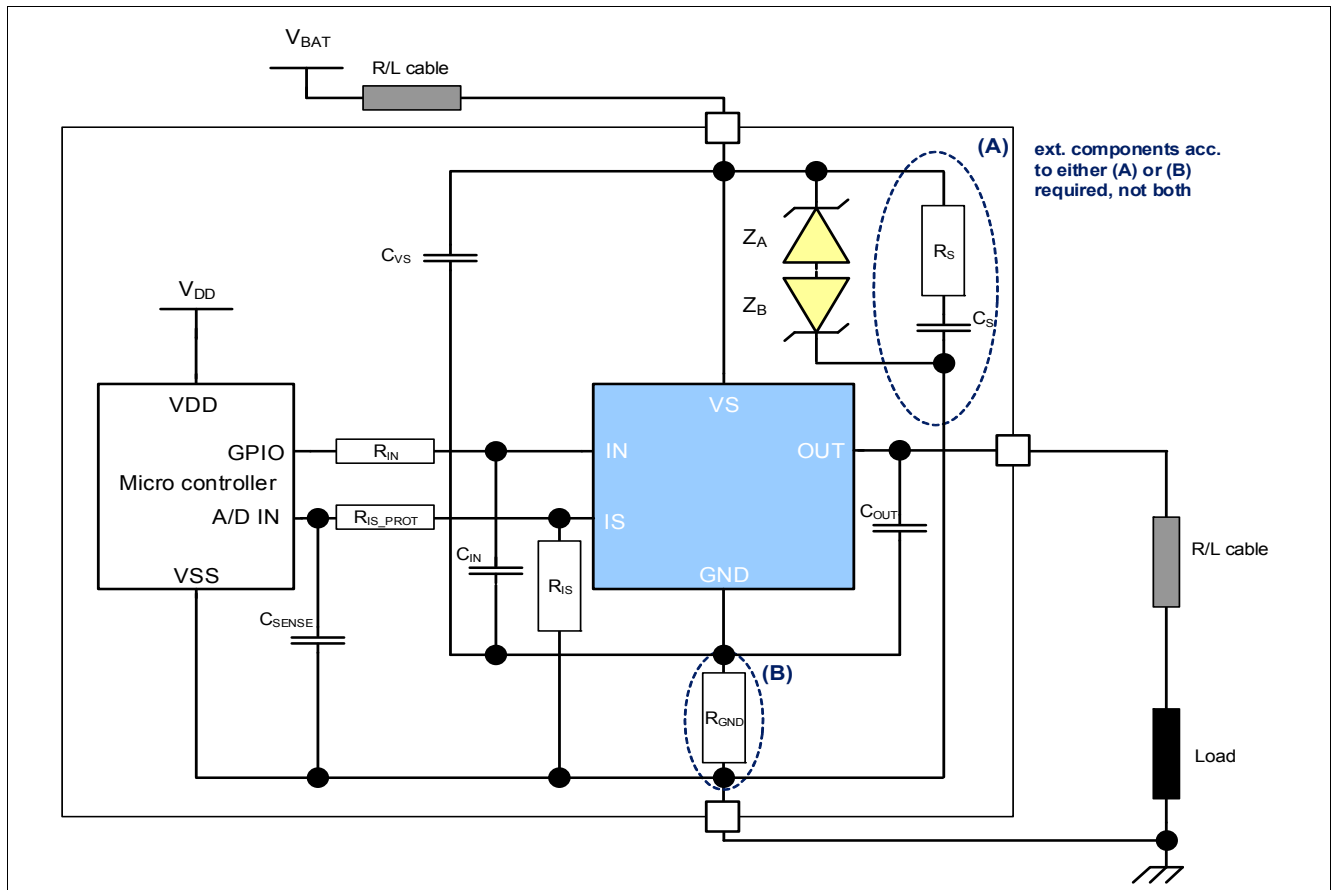 VBAT
R/L cable
(A)
ext. components acc.
to either (A) or (B)
required, not both
ZA
RS
CVS
ZB
CS
VDD
VDD
VS
GPIO
RIN
IN
OUT
Micro controller
A/D IN
RIS_PROT
IS
COUT
CIN
RIS
R/L cable
VSS
GND
CSENSE
(B)
RGND
Load